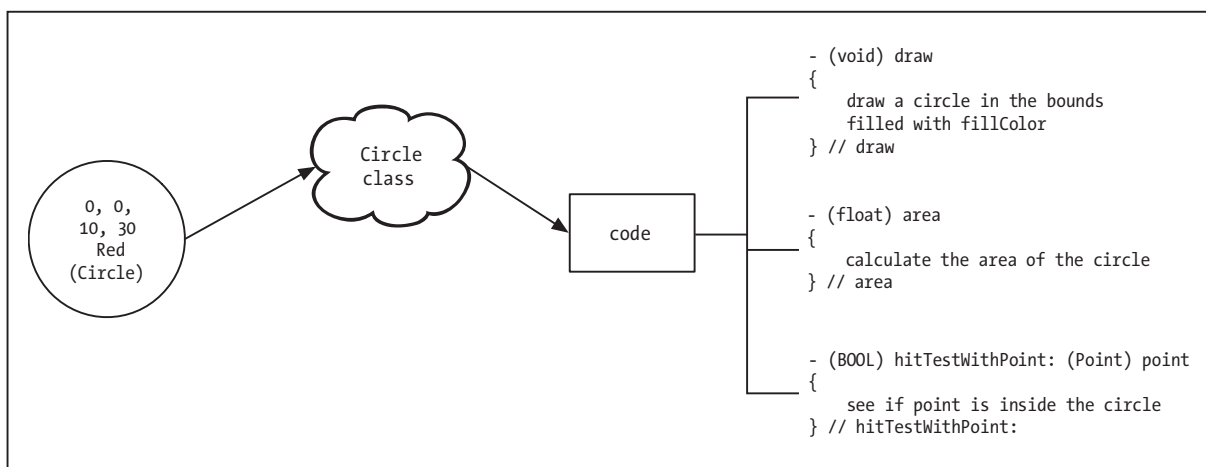 0, 0,
10, 30
Red
(Circle)
Circle
class
code
- (void) draw
{
draw a circle in the bounds
filled with fillColor
} // draw
- (float) area
{
calculate the area of the circle
} // area
- (BOOL) hitTestWithPoint: (Point) point
{
see if point is inside the circle
} // hitTestWithPoint: